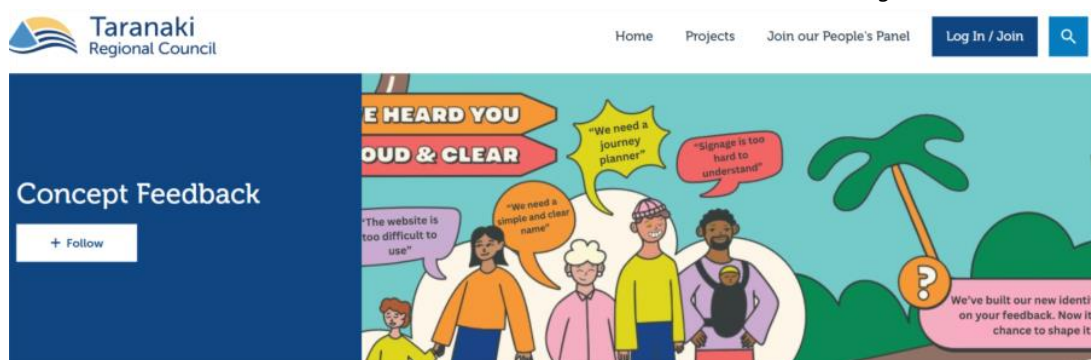 Taranaki
Regional Council
Home Projects Join our People's Panel Log In / Join
E HEARD YOU
OUD & CLEAR
"We need a
journey
planner"
"Signage is too
hard to
understand"
Concept Feedback
+ Follow
"The website is
too difficult to
use"
"We need a
simple and clear
name"
?
We've built our new identi
on your feedback. Now it
chance to shape it